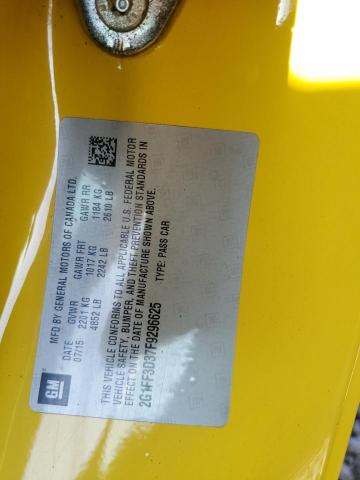 MFD BY GENERAL MOTORS OF CANADA LTD.
DATE GVWR GAWR FRT GAWR RR
07/15 2201 KG 1017 KG 1184 KG
4852 LB 2242 LB 2610 LB
THIS VEHICLE CONFORMS TO ALL APPLICABLE U.S. FEDERAL MOTOR
VEHICLE SAFETY, BUMPER, AND THEFT PREVENTION STANDARDS IN
EFFECT ON THE DATE OF MANUFACTURE SHOWN ABOVE.
2G1FF3D37F9296625 TYPE: PASS CAR
GM